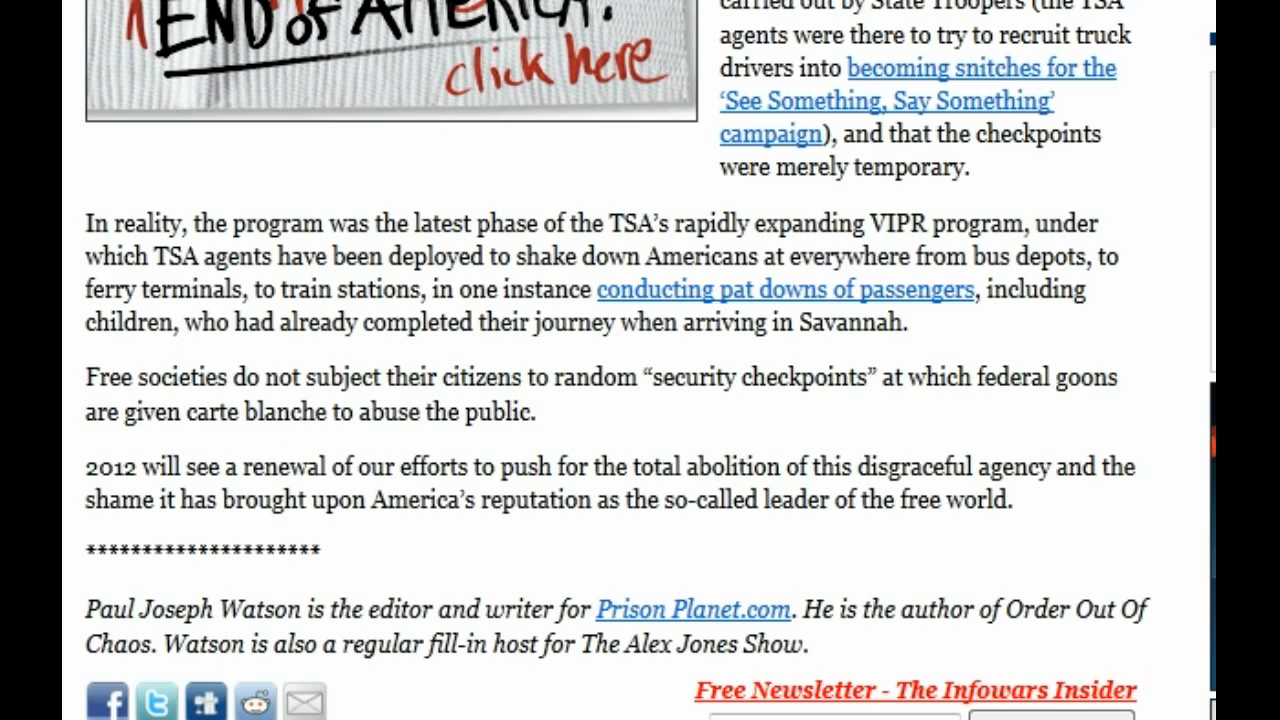 END OF AMERICA.
click here
carried out by State Troopers (the TSA
agents were there to try to recruit truck
drivers into becoming snitches for the
‘See Something, Say Something’
campaign), and that the checkpoints
were merely temporary.
In reality, the program was the latest phase of the TSA’s rapidly expanding VIPR program, under
which TSA agents have been deployed to shake down Americans at everywhere from bus depots, to
ferry terminals, to train stations, in one instance conducting pat downs of passengers, including
children, who had already completed their journey when arriving in Savannah.
Free societies do not subject their citizens to random “security checkpoints” at which federal goons
are given carte blanche to abuse the public.
2012 will see a renewal of our efforts to push for the total abolition of this disgraceful agency and the
shame it has brought upon America’s reputation as the so-called leader of the free world.
*********************
Paul Joseph Watson is the editor and writer for Prison Planet.com. He is the author of Order Out Of
Chaos. Watson is also a regular fill-in host for The Alex Jones Show.
Free Newsletter - The Infowars Insider